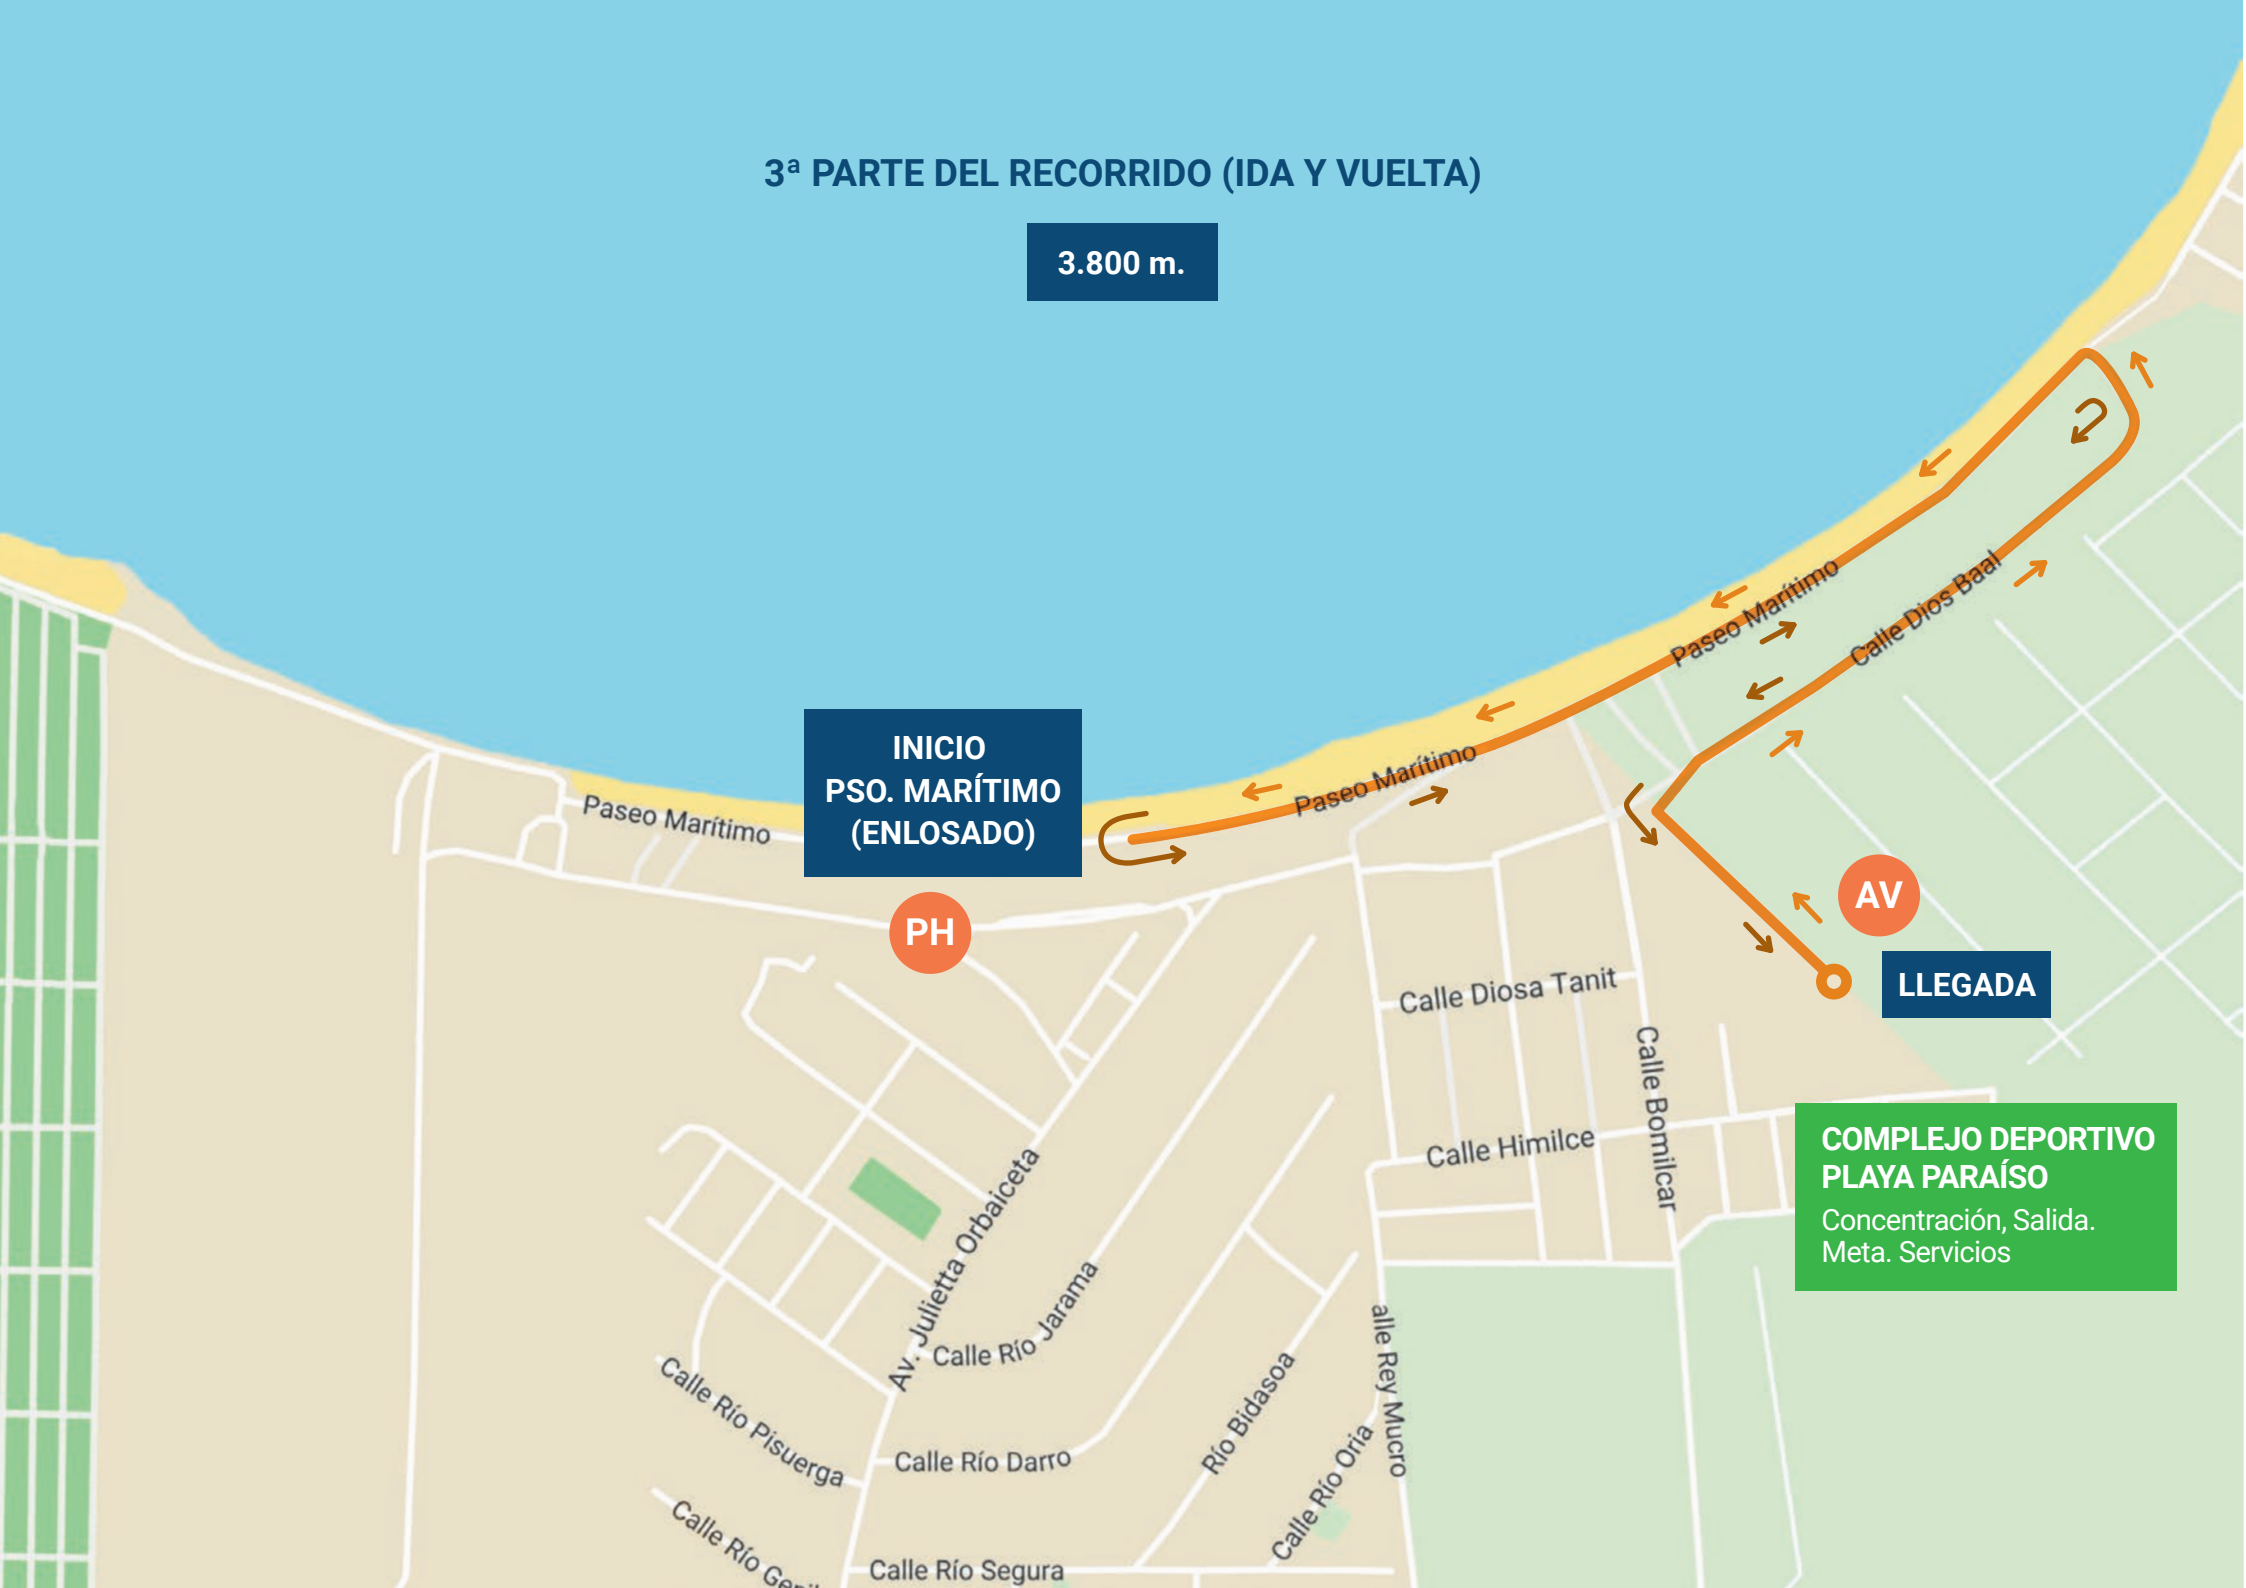 3ª PARTE DEL RECORRIDO (IDA Y VUELTA)
3.800 m.
Paseo Marítimo
Calle Dios Baal
Paseo Marítimo
Paseo Marítimo
INICIO
PSO. MARÍTIMO
(ENLOSADO)
PH
AV
LLEGADA
Calle Diosa Tanit
Calle Bomilcar
Calle Himilce
COMPLEJO DEPORTIVO
PLAYA PARAÍSO
Concentración, Salida.
Meta. Servicios
Av. Julietta Orbaiceta
Calle Río Jarama
alle Rey Mucro
Calle Río Pisuerga
Río Bidasoa
Calle Río Oria
Calle Río Darro
Calle Río
Calle Río Segura